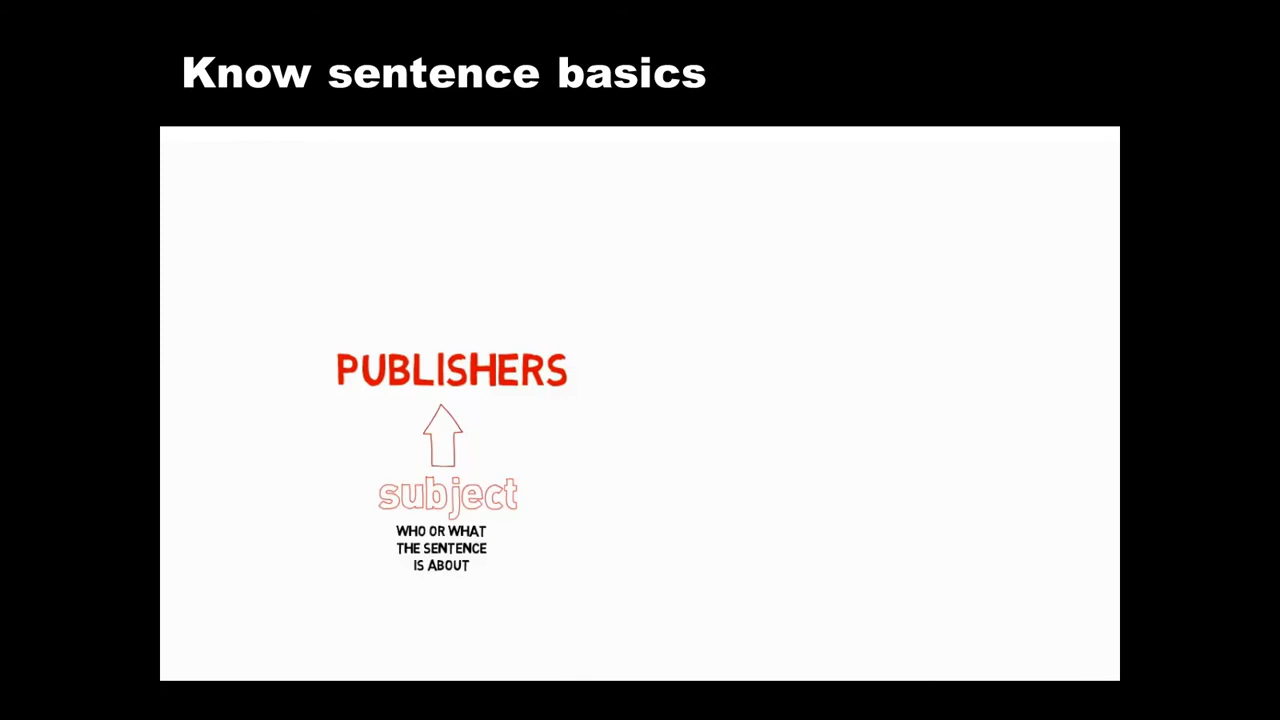 Know sentence basics
PUBLISHERS
subject
WHO OR WHAT
THE SENTENCE
IS ABOUT